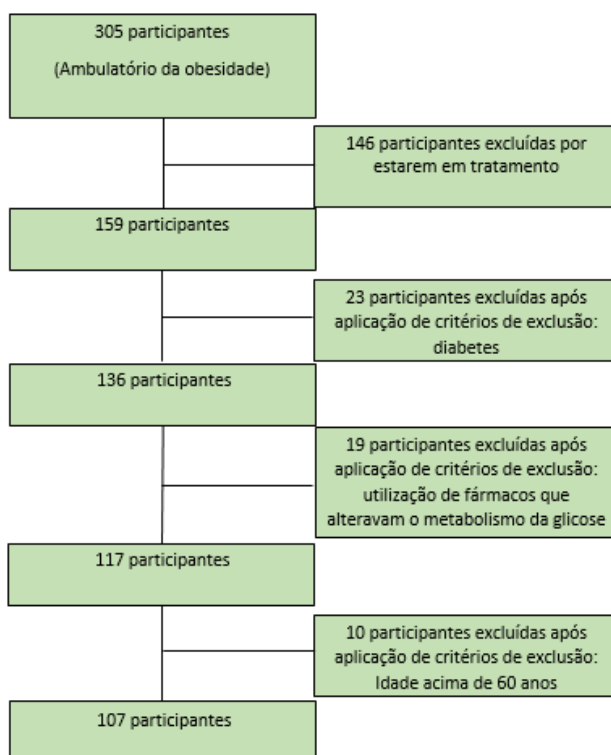 305 participantes
(Ambulatório da obesidade)
146 participantes excluídas por
estarem em tratamento
159 participantes
23 participantes excluídas após
aplicação de critérios de exclusão:
diabetes
136 participantes
19 participantes excluídas após
aplicação de critérios de exclusão:
utilização de fármacos que
alteravam o metabolismo da glicose
117 participantes
10 participantes excluídas após
aplicação de critérios de exclusão:
Idade acima de 60 anos
107 participantes